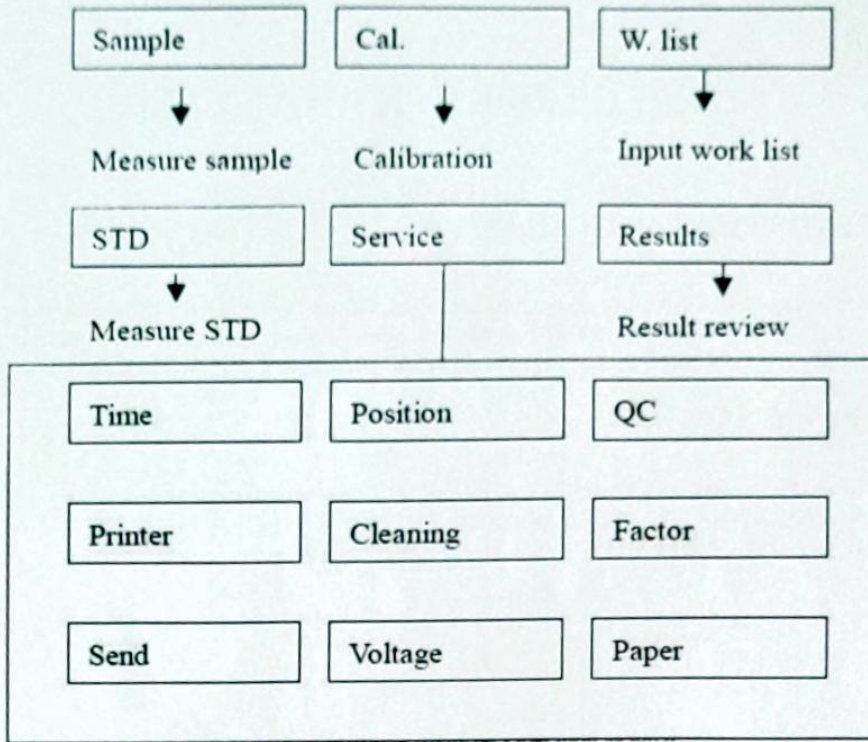 Sample Cal. W. list
Measure sample Calibration Input work list
STD Service Results
Measure STD Result review
Time Position QC
Printer Cleaning Factor
Send Voltage Paper